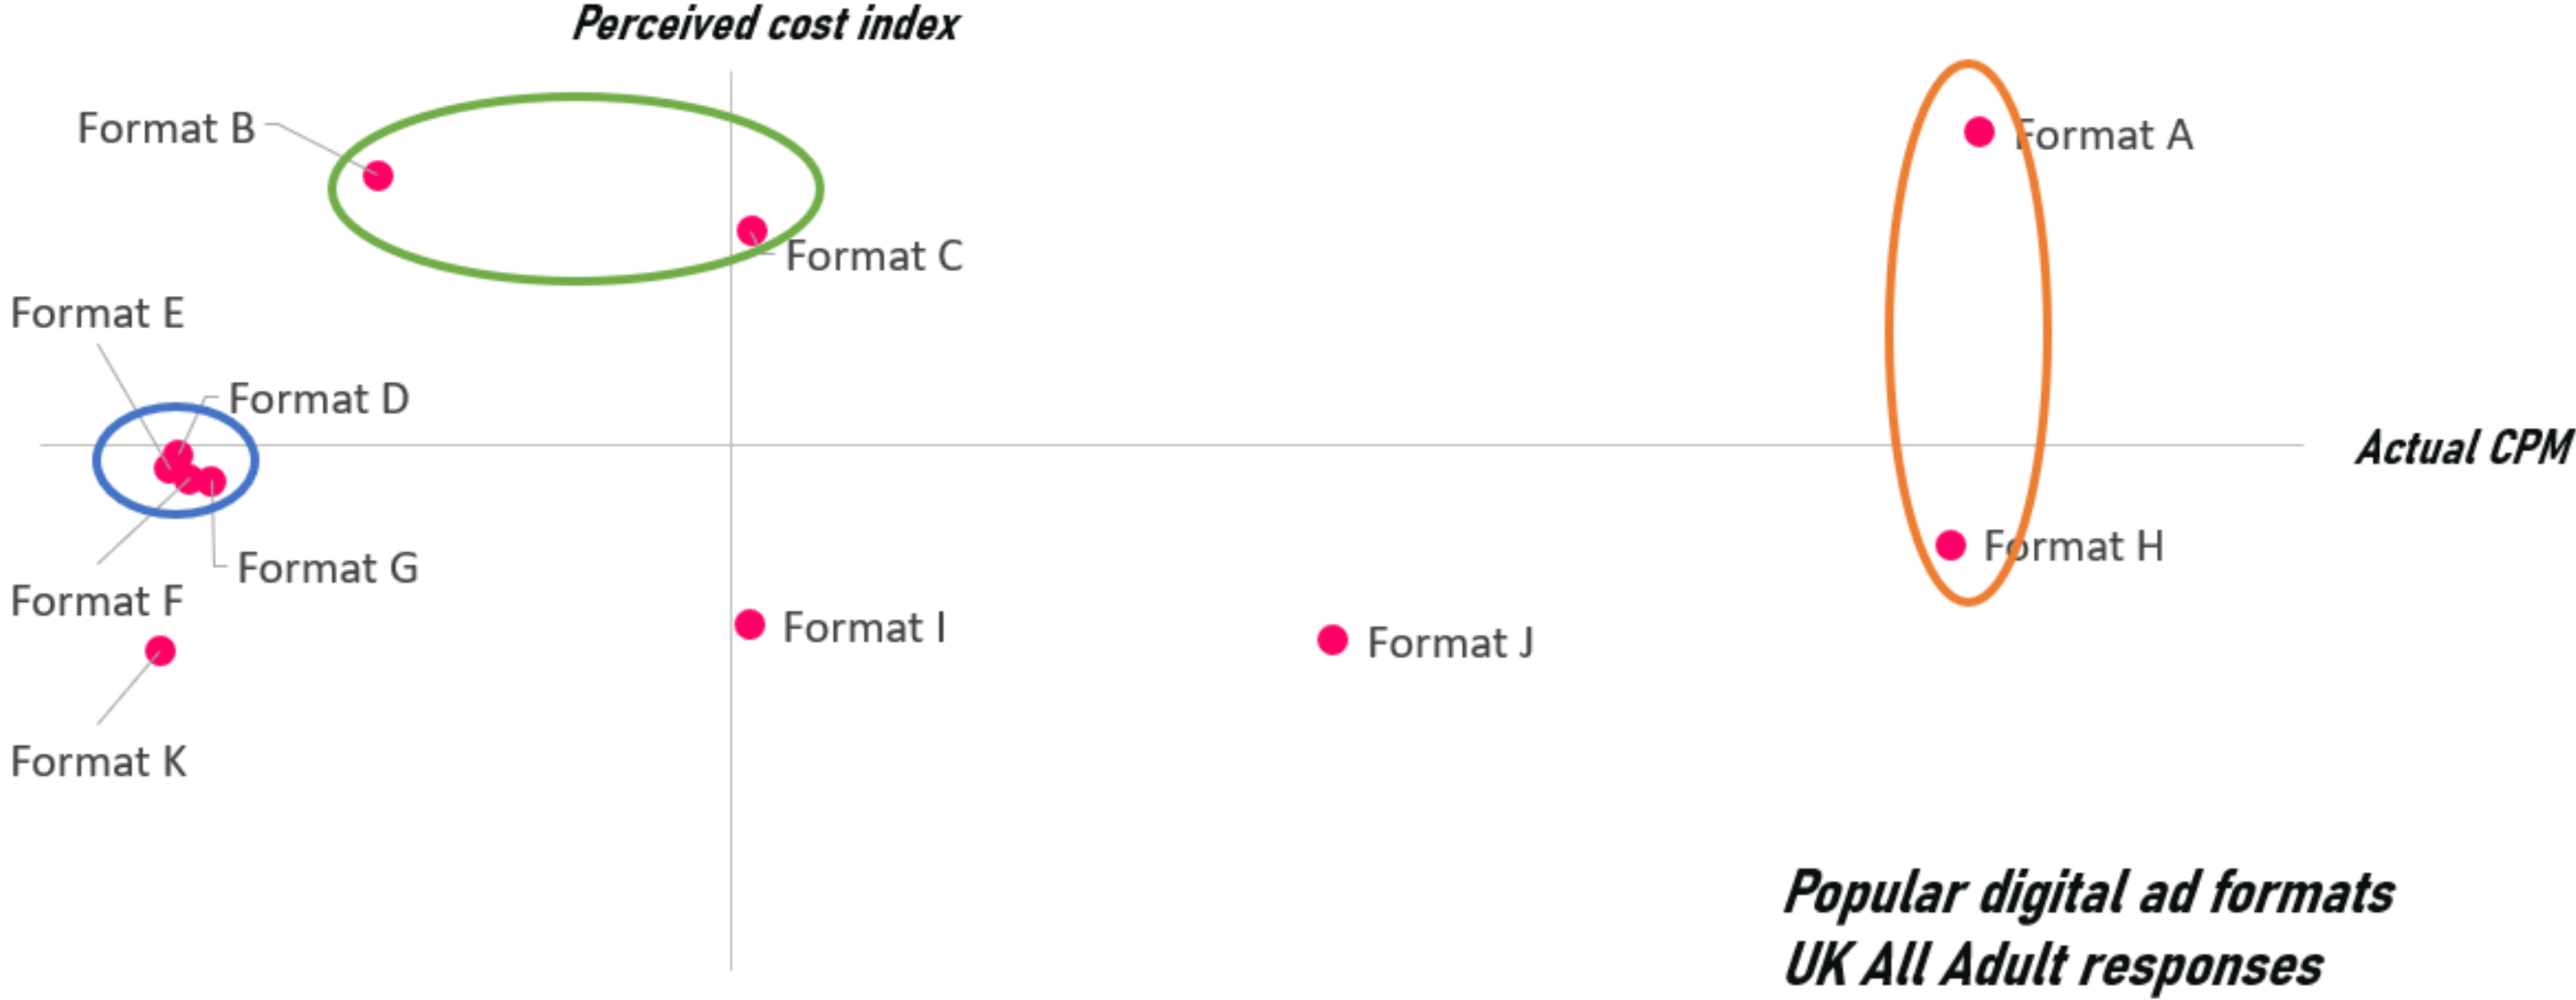 Perceived cost index
Format B
Format A
Format C
Format E
Format D
Actual CPM
Format H
Format G
Format F
Format I
Format J
Format K
Popular digital ad formats
UK All Adult responses